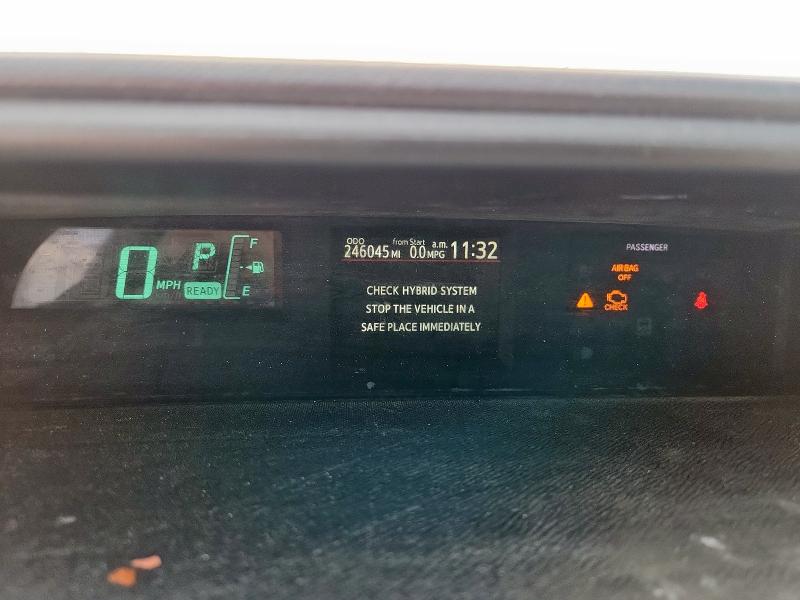 0 MPH
P
READY
F
E
ODO from Start a.m.
246045 MI 0.0 MPG 11:32
CHECK HYBRID SYSTEM
STOP THE VEHICLE IN A
SAFE PLACE IMMEDIATELY
PASSENGER
AIR BAG
OFF
CHECK